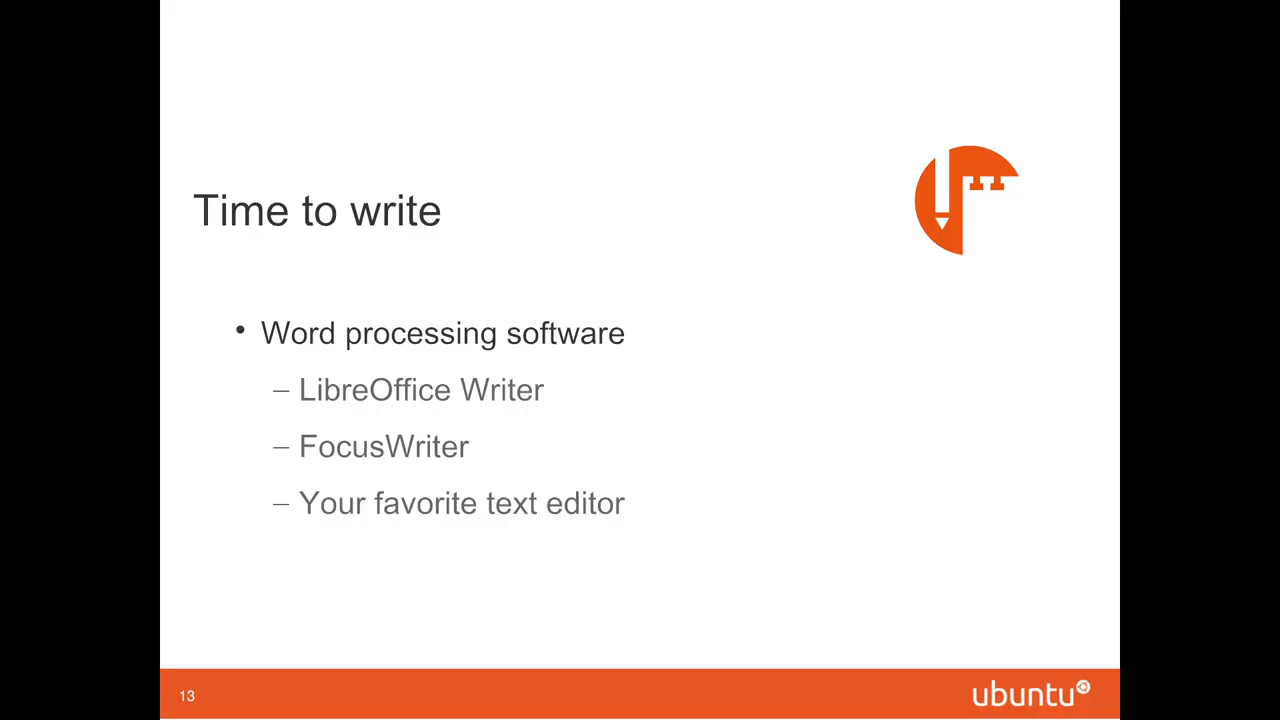 Time to write
• Word processing software
– LibreOffice Writer
– FocusWriter
– Your favorite text editor
13
ubuntu